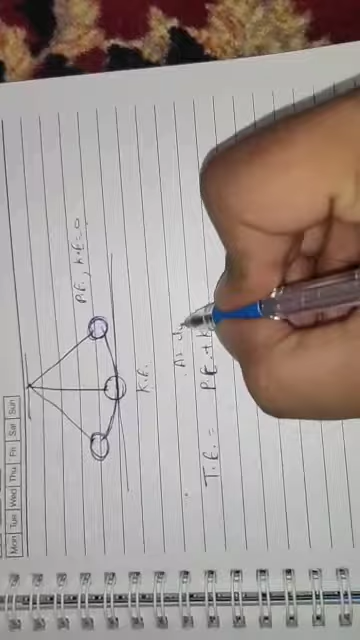 Mon Tue Wed Thu Fri Sat Sun
P.E, K.E=0
K.E.
T.E. = P.E. +